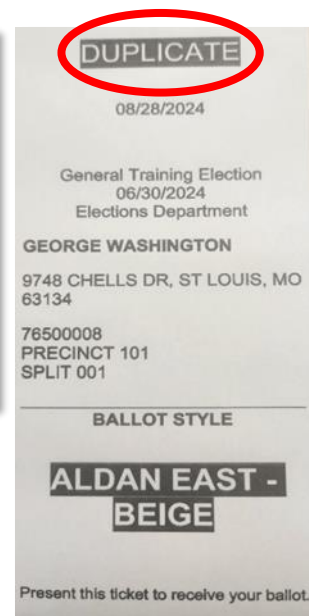 DUPLICATE
08/28/2024
General Training Election
06/30/2024
Elections Department
GEORGE WASHINGTON
9748 CHELLS DR, ST LOUIS, MO
63134
76500008
PRECINCT 101
SPLIT 001
BALLOT STYLE
ALDAN EAST -
BEIGE
Present this ticket to receive your ballot.